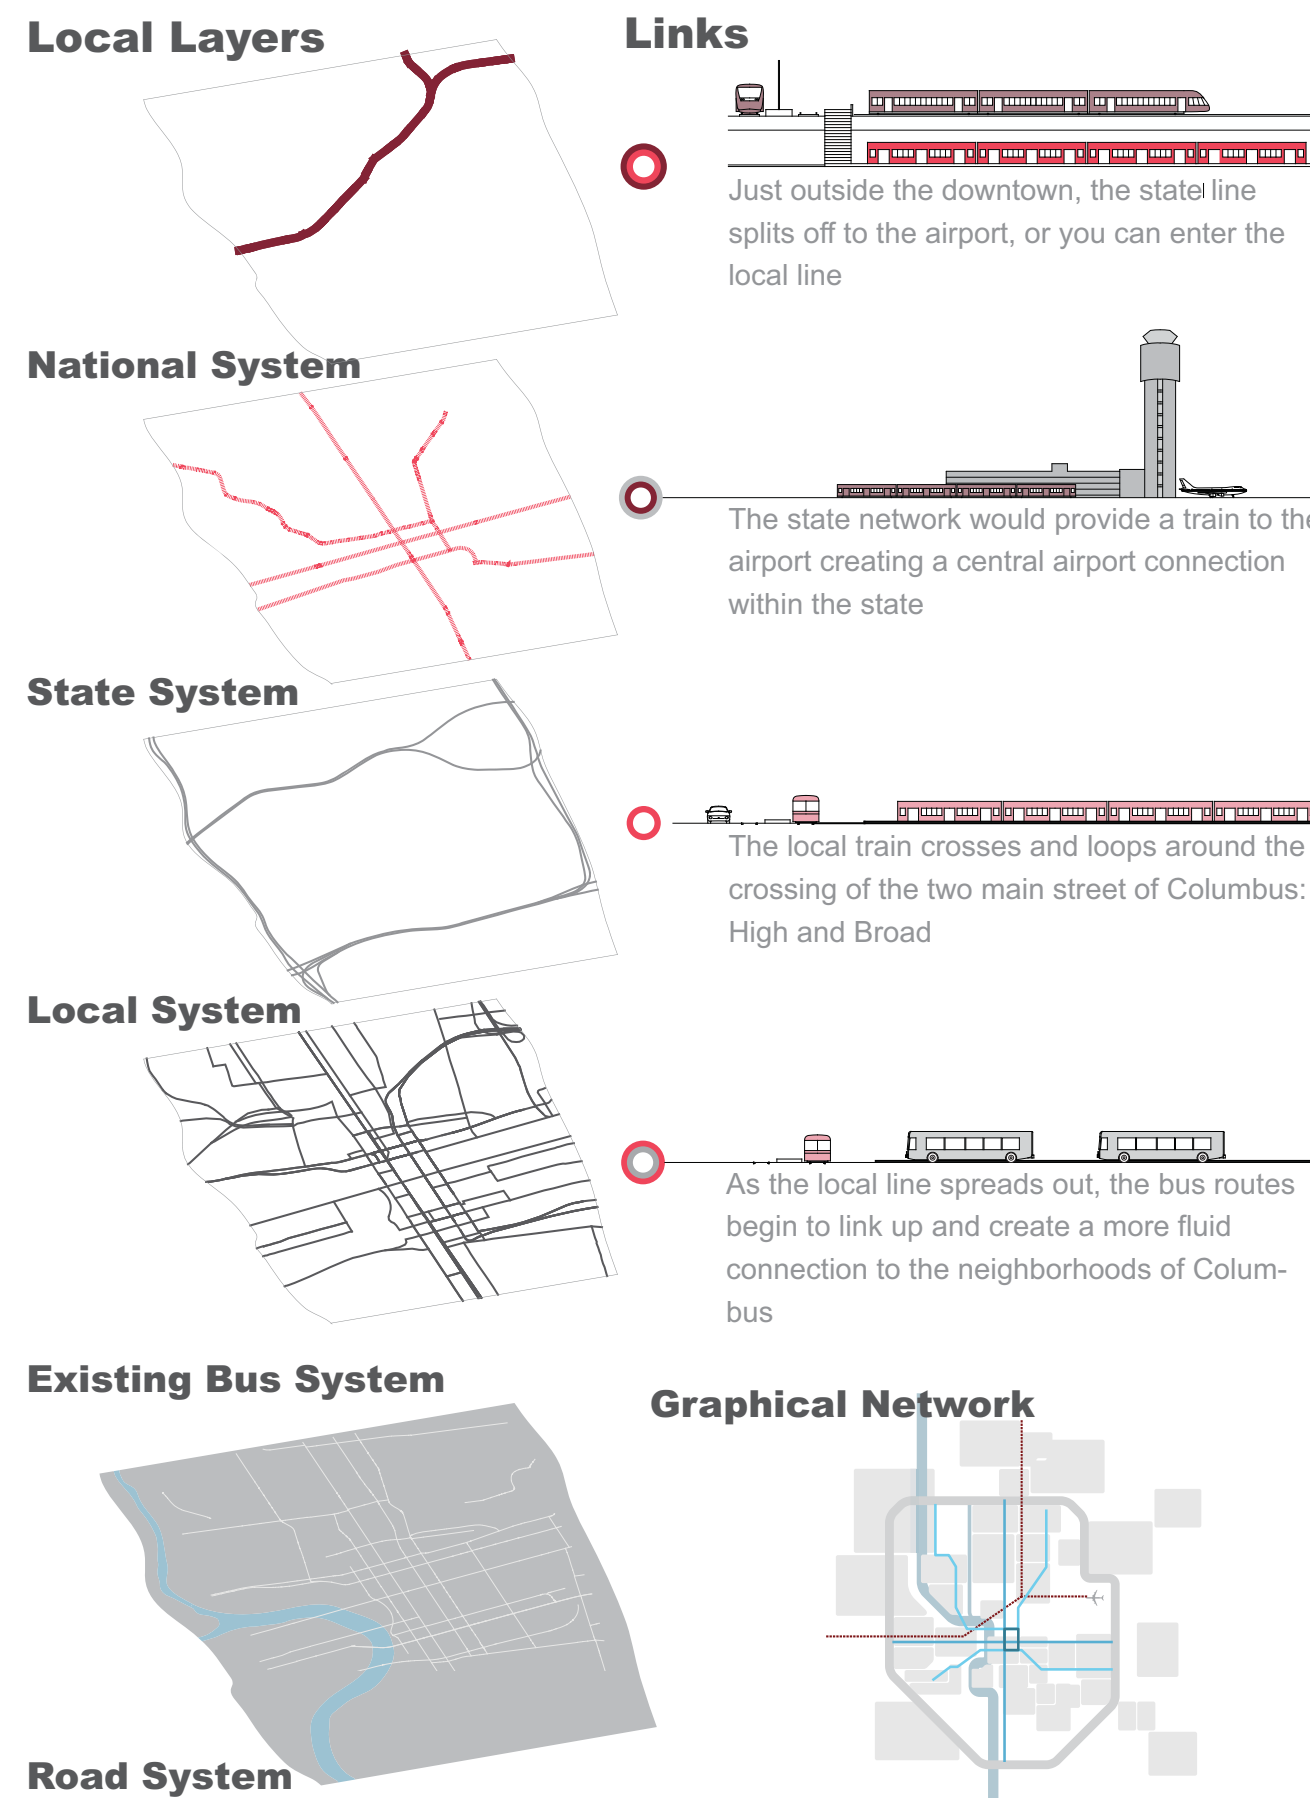 Local Layers
National System
State System
Local System
Existing Bus System
Road System
Links
Just outside the downtown, the state line
splits off to the airport, or you can enter the
local line
The state network would provide a train to the
airport creating a central airport connection
within the state
The local train crosses and loops around the
crossing of the two main street of Columbus:
High and Broad
As the local line spreads out, the bus routes
begin to link up and create a more fluid
connection to the neighborhoods of Colum-
bus
Graphical Network